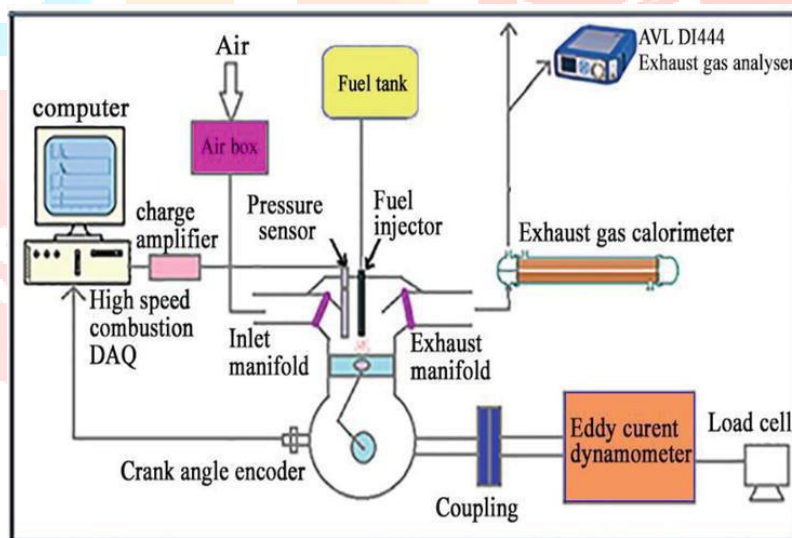 Air
AVL DI444
Exhaust gas analyser
Fuel tank
computer
Air box
charge
amplifier
Pressure
sensor
Fuel
injector
Exhaust gas calorimeter
High speed
combustion
DAQ
Inlet
manifold
Exhaust
manifold
Eddy curent
dynamometer
Load cell
Crank angle encoder
Coupling